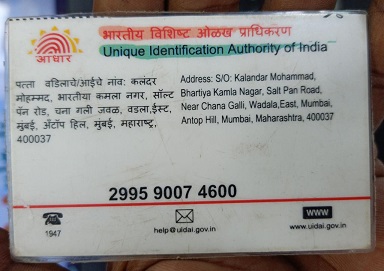 भारतीय विशिष्ट ओळख प्राधिकरण
Unique Identification Authority of India
आधार
पत्ता वडिलाचे/आईचे नाव: कलंदर
मोहम्मद, भारतीया कमला नगर, सॉल्ट
पॅन रोड, चना गली जवळ, वडला,ईस्ट,
मुंबई, अँटॉप हिल, मुंबई, महाराष्ट्र,
400037
Address: S/O: Kalandar Mohammad,
Bhartiya Kamla Nagar, Salt Pan Road,
Near Chana Galli, Wadala,East, Mumbai,
Antop Hill, Mumbai, Maharashtra, 400037
2995 9007 4600
1947
help@uidai.gov.in
www
www.uidai.gov.in